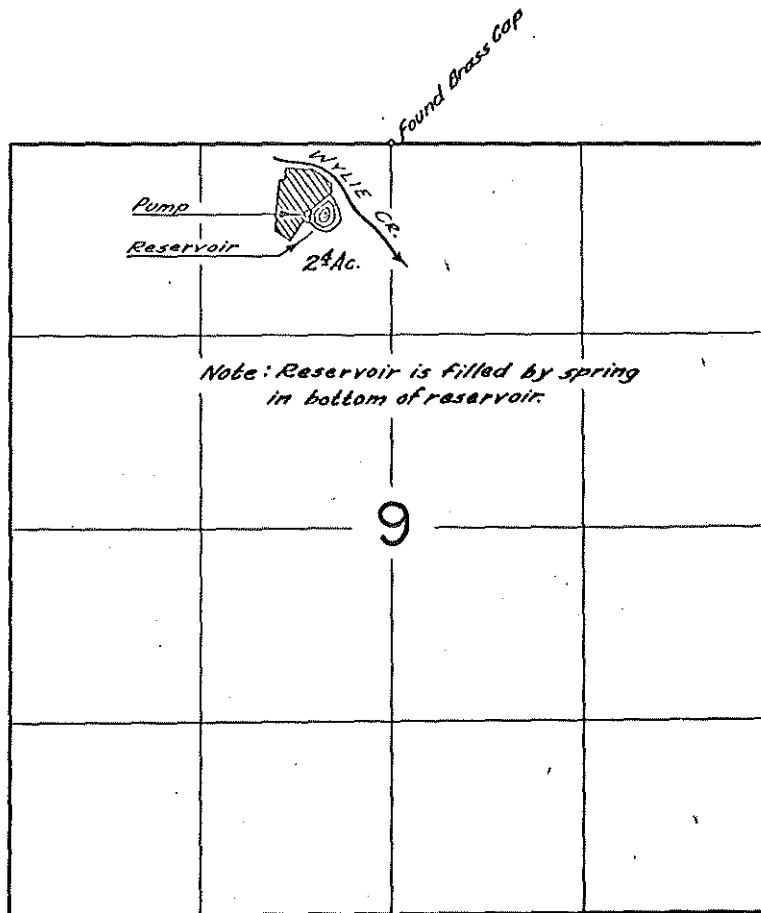 Found Brass Cap
WYLIE CR.
Pump
Reservoir
2⁴Ac.
Note: Reservoir is filled by spring
in bottom of reservoir.
9